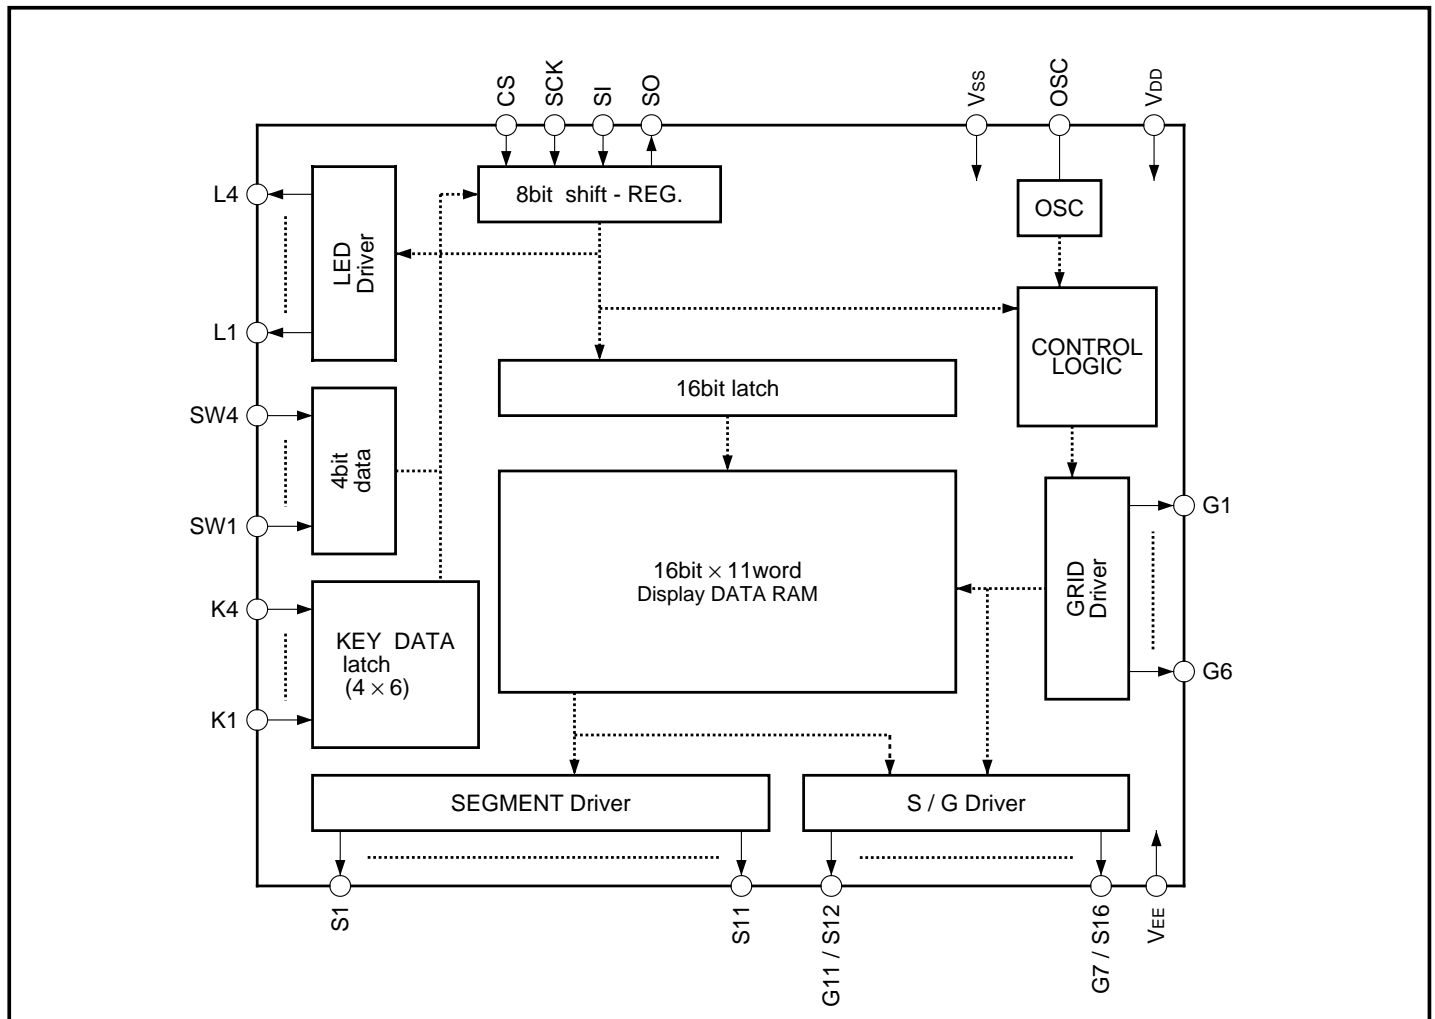 CS
SCK
SI
SO
VSS
OSC
VDD
8bit shift - REG.
L4
OSC
LED
Driver
L1
CONTROL
LOGIC
16bit latch
SW4
4bit
data
SW1
G1
16bit × 11word
Display DATA RAM
GRID
Driver
K4
KEY DATA
latch
(4 × 6)
G6
K1
SEGMENT Driver
S / G Driver
S1
S11
G11 / S12
G7 / S16
VEE